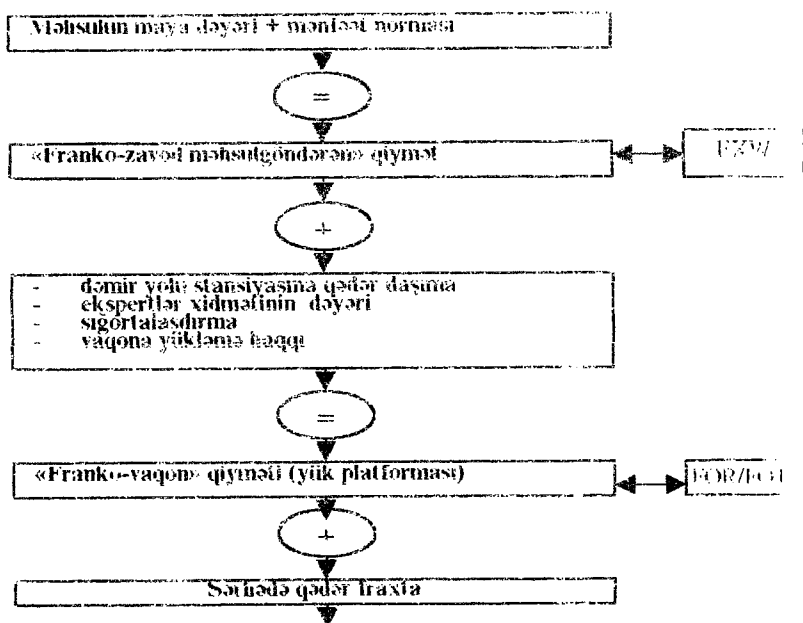 Məhsulun maya dəyəri + mənfəət norması
=
«Franko-zavod məhsulgöndərən» qiymət
EXW/
+
- dəmir yolu stansiyasına qədər daşıma
- ekspertlər xidmətinin dəyəri
- sığortalaşdırma
- vaqona yükləmə haqqı
=
«Franko-vaqon» qiyməti (yük platforması)
FOR/FOT
+
Sərhədə qədər fraxta